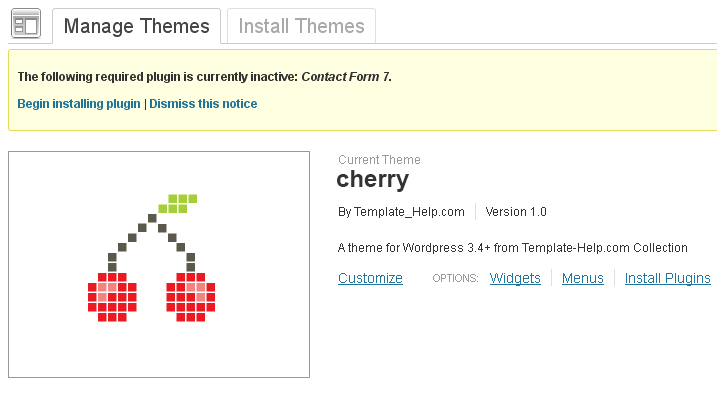 Manage Themes
Install Themes
The following required plugin is currently inactive: Contact Form 7.
Begin installing plugin | Dismiss this notice
Current Theme
cherry
By Template_Help.com
Version 1.0
A theme for Wordpress 3.4+ from Template-Help.com Collection
Customize
OPTIONS:
Widgets
Menus
Install Plugins